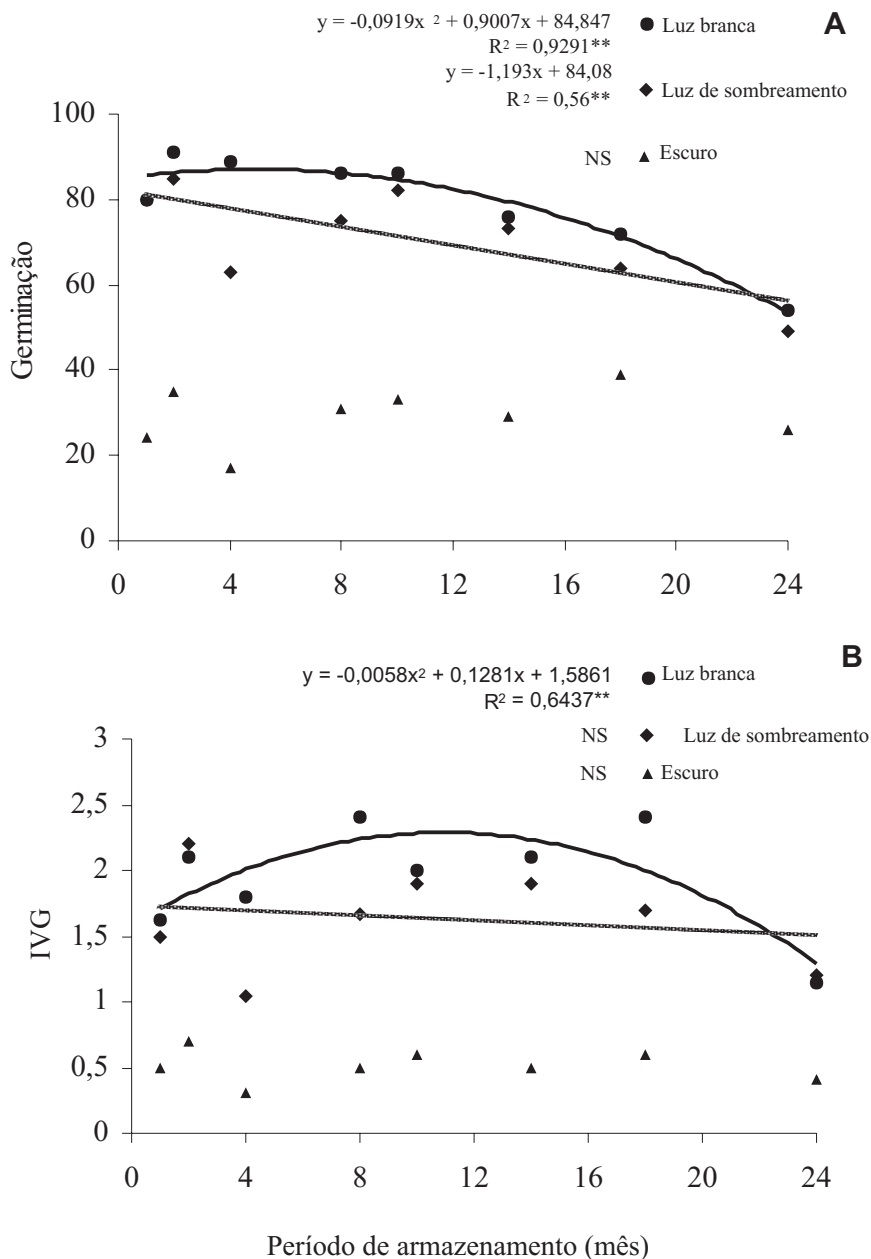 A
y = -0,0919x ² + 0,9007x + 84,847
R² = 0,9291**
Luz branca
y = -1,193x + 84,08
R² = 0,56**
Luz de sombreamento
NS
Escuro
Germinação
100
80
60
40
20
0
0 4 8 12 16 20 24
B
y = -0,0058x² + 0,1281x + 1,5861
R² = 0,6437**
Luz branca
NS
Luz de sombreamento
NS
Escuro
IVG
3
2,5
2
1,5
1
0,5
0
0 4 8 12 16 20 24
Período de armazenamento (mês)